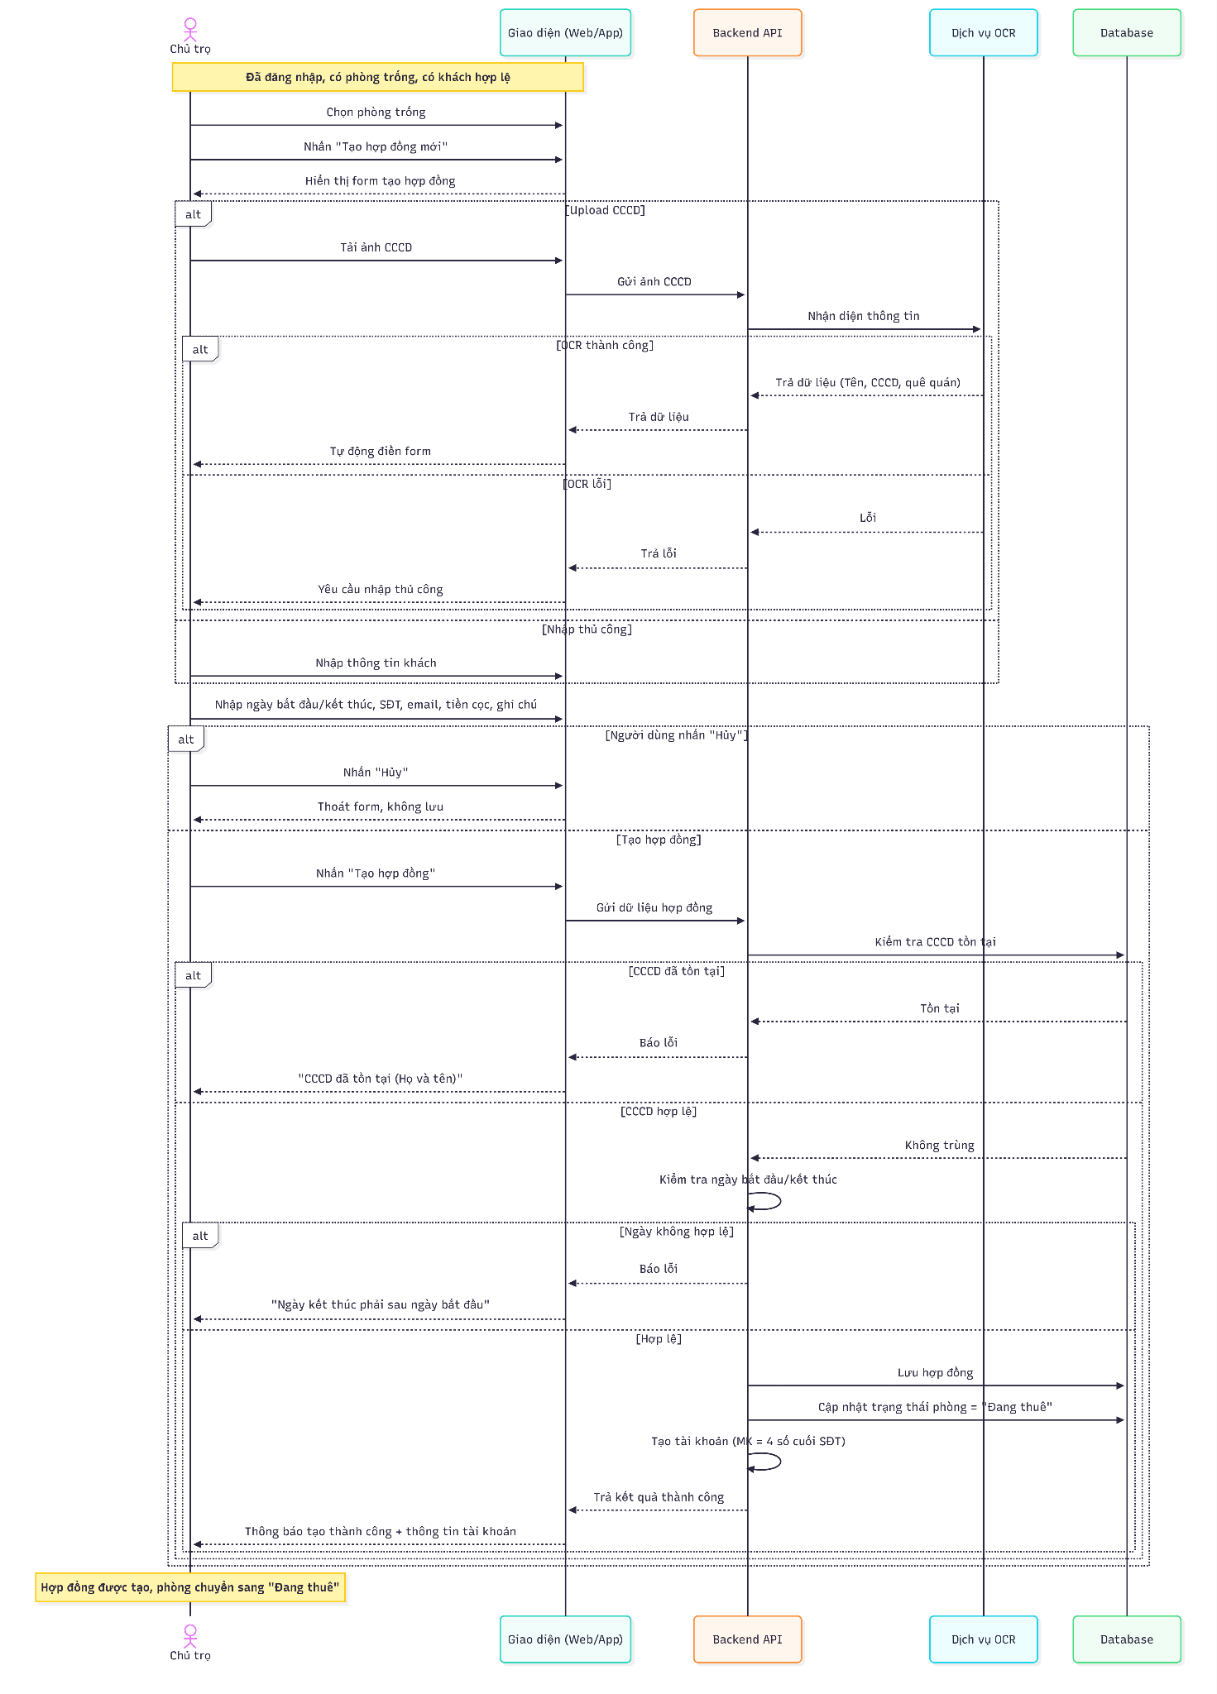 Chủ trọ
Giao diện (Web/App)
Backend API
Dịch vụ OCR
Database
Đã đăng nhập, có phòng trống, có khách hợp lệ
Chọn phòng trống
Nhấn "Tạo hợp đồng mới"
Hiển thị form tạo hợp đồng
alt
[Upload CCCD]
Tải ảnh CCCD
Gửi ảnh CCCD
Nhận diện thông tin
alt
[OCR thành công]
Trả dữ liệu (Tên, CCCD, quê quán)
Trả dữ liệu
Tự động điền form
[OCR lỗi]
Lỗi
Trả lỗi
Yêu cầu nhập thủ công
[Nhập thủ công]
Nhập thông tin khách
Nhập ngày bắt đầu/kết thúc, SĐT, email, tiền cọc, ghi chú
alt
[Người dùng nhấn "Hủy"]
Nhấn "Hủy"
Thoát form, không lưu
[Tạo hợp đồng]
Nhấn "Tạo hợp đồng"
Gửi dữ liệu hợp đồng
Kiểm tra CCCD tồn tại
alt
[CCCD đã tồn tại]
Tồn tại
Báo lỗi
"CCCD đã tồn tại (Họ và tên)"
[CCCD hợp lệ]
Không trùng
Kiểm tra ngày bắt đầu/kết thúc
alt
[Ngày không hợp lệ]
Báo lỗi
"Ngày kết thúc phải sau ngày bắt đầu"
[Hợp lệ]
Lưu hợp đồng
Cập nhật trạng thái phòng = "Đang thuê"
Tạo tài khoản (MK = 4 số cuối SĐT)
Trả kết quả thành công
Thông báo tạo thành công + thông tin tài khoản
Hợp đồng được tạo, phòng chuyển sang "Đang thuê"
Chủ trọ
Giao diện (Web/App)
Backend API
Dịch vụ OCR
Database